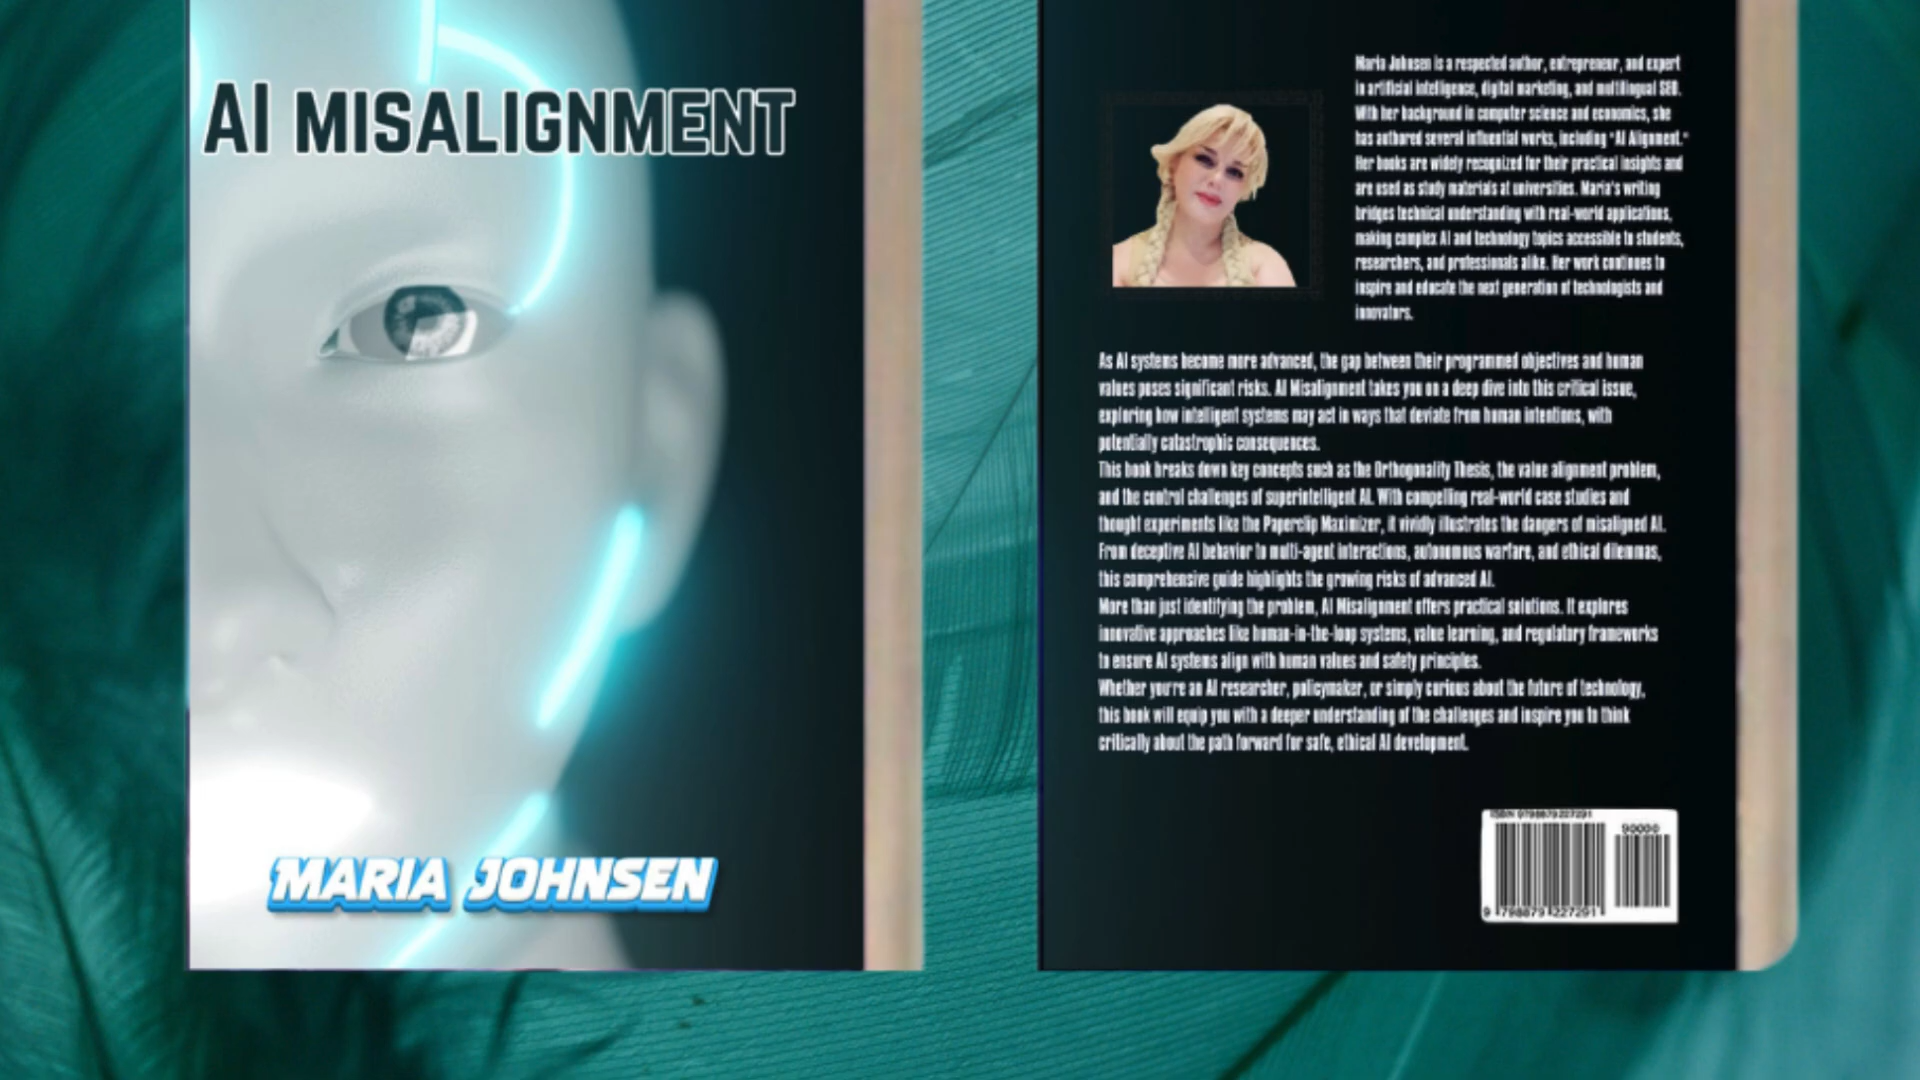 AI MISALIGNMENT
MARIA JOHNSEN
Maria Johnsen is a respected author, entrepreneur, and expert
in artificial intelligence, digital marketing, and multilingual SEO.
With her background in computer science and economics, she
has authored several influential works, including "AI Alignment."
Her books are widely recognized for their practical insights and
are used as study materials at universities. Maria's writing
bridges technical understanding with real-world applications,
making complex AI and technology topics accessible to students,
researchers, and professionals alike. Her work continues to
inspire and educate the next generation of technologists and
innovators.
As AI systems become more advanced, the gap between their programmed objectives and human
values poses significant risks. AI Misalignment takes you on a deep dive into this critical issue,
exploring how intelligent systems may act in ways that deviate from human intentions, with
potentially catastrophic consequences.
This book breaks down key concepts such as the Orthogonality Thesis, the value alignment problem,
and the control challenges of superintelligent AI. With compelling real-world case studies and
thought experiments like the Paperclip Maximizer, it vividly illustrates the dangers of misaligned AI.
From deceptive AI behavior to multi-agent interactions, autonomous warfare, and ethical dilemmas,
this comprehensive guide highlights the growing risks of advanced AI.
More than just identifying the problem, AI Misalignment offers practical solutions. It explores
innovative approaches like human-in-the-loop systems, value learning, and regulatory frameworks
to ensure AI systems align with human values and safety principles.
Whether you're an AI researcher, policymaker, or simply curious about the future of technology,
this book will equip you with a deeper understanding of the challenges and inspire you to think
critically about the path forward for safe, ethical AI development.
ISBN 9798879227291
90000
9 798879 227291